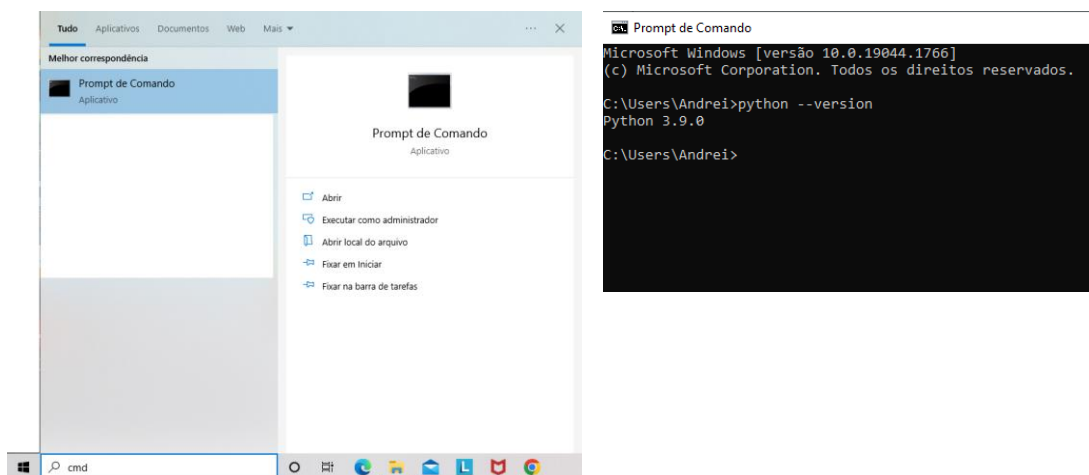 Tudo Aplicativos Documentos Web Mais
Melhor correspondência
Prompt de Comando
Aplicativo
Prompt de Comando
Aplicativo
Abrir
Executar como administrador
Abrir local do arquivo
Fixar em Iniciar
Fixar na barra de tarefas
cmd
Prompt de Comando
Microsoft Windows [versão 10.0.19044.1766]
(c) Microsoft Corporation. Todos os direitos reservados.
C:\Users\Andrei>python --version
Python 3.9.0
C:\Users\Andrei>